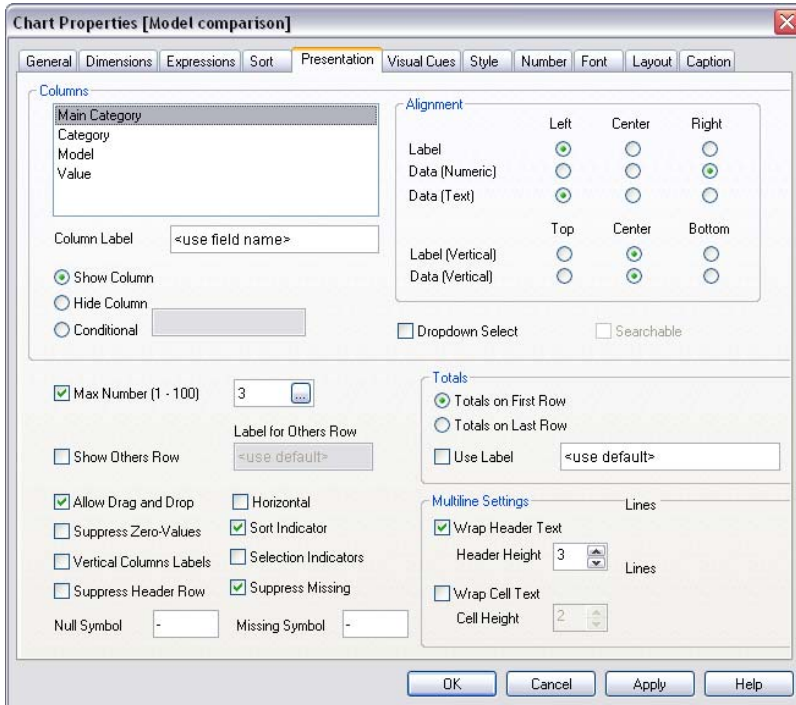 Chart Properties [Model comparison]
General Dimensions Expressions Sort Presentation Visual Cues Style Number Font Layout Caption
Columns
Main Category
Category
Model
Value
Column Label <use field name>
Show Column
Hide Column
Conditional
Alignment
Left Center Right
Label
Data (Numeric)
Data (Text)
Top Center Bottom
Label (Vertical)
Data (Vertical)
Dropdown Select Searchable
Max Number (1 - 100) 3 ...
Label for Others Row
Show Others Row <use default>
Totals
Totals on First Row
Totals on Last Row
Use Label <use default>
Allow Drag and Drop Horizontal
Suppress Zero-Values Sort Indicator
Vertical Columns Labels Selection Indicators
Suppress Header Row Suppress Missing
Null Symbol - Missing Symbol -
Multiline Settings Lines
Wrap Header Text
Header Height 3 Lines
Wrap Cell Text
Cell Height 2
OK Cancel Apply Help